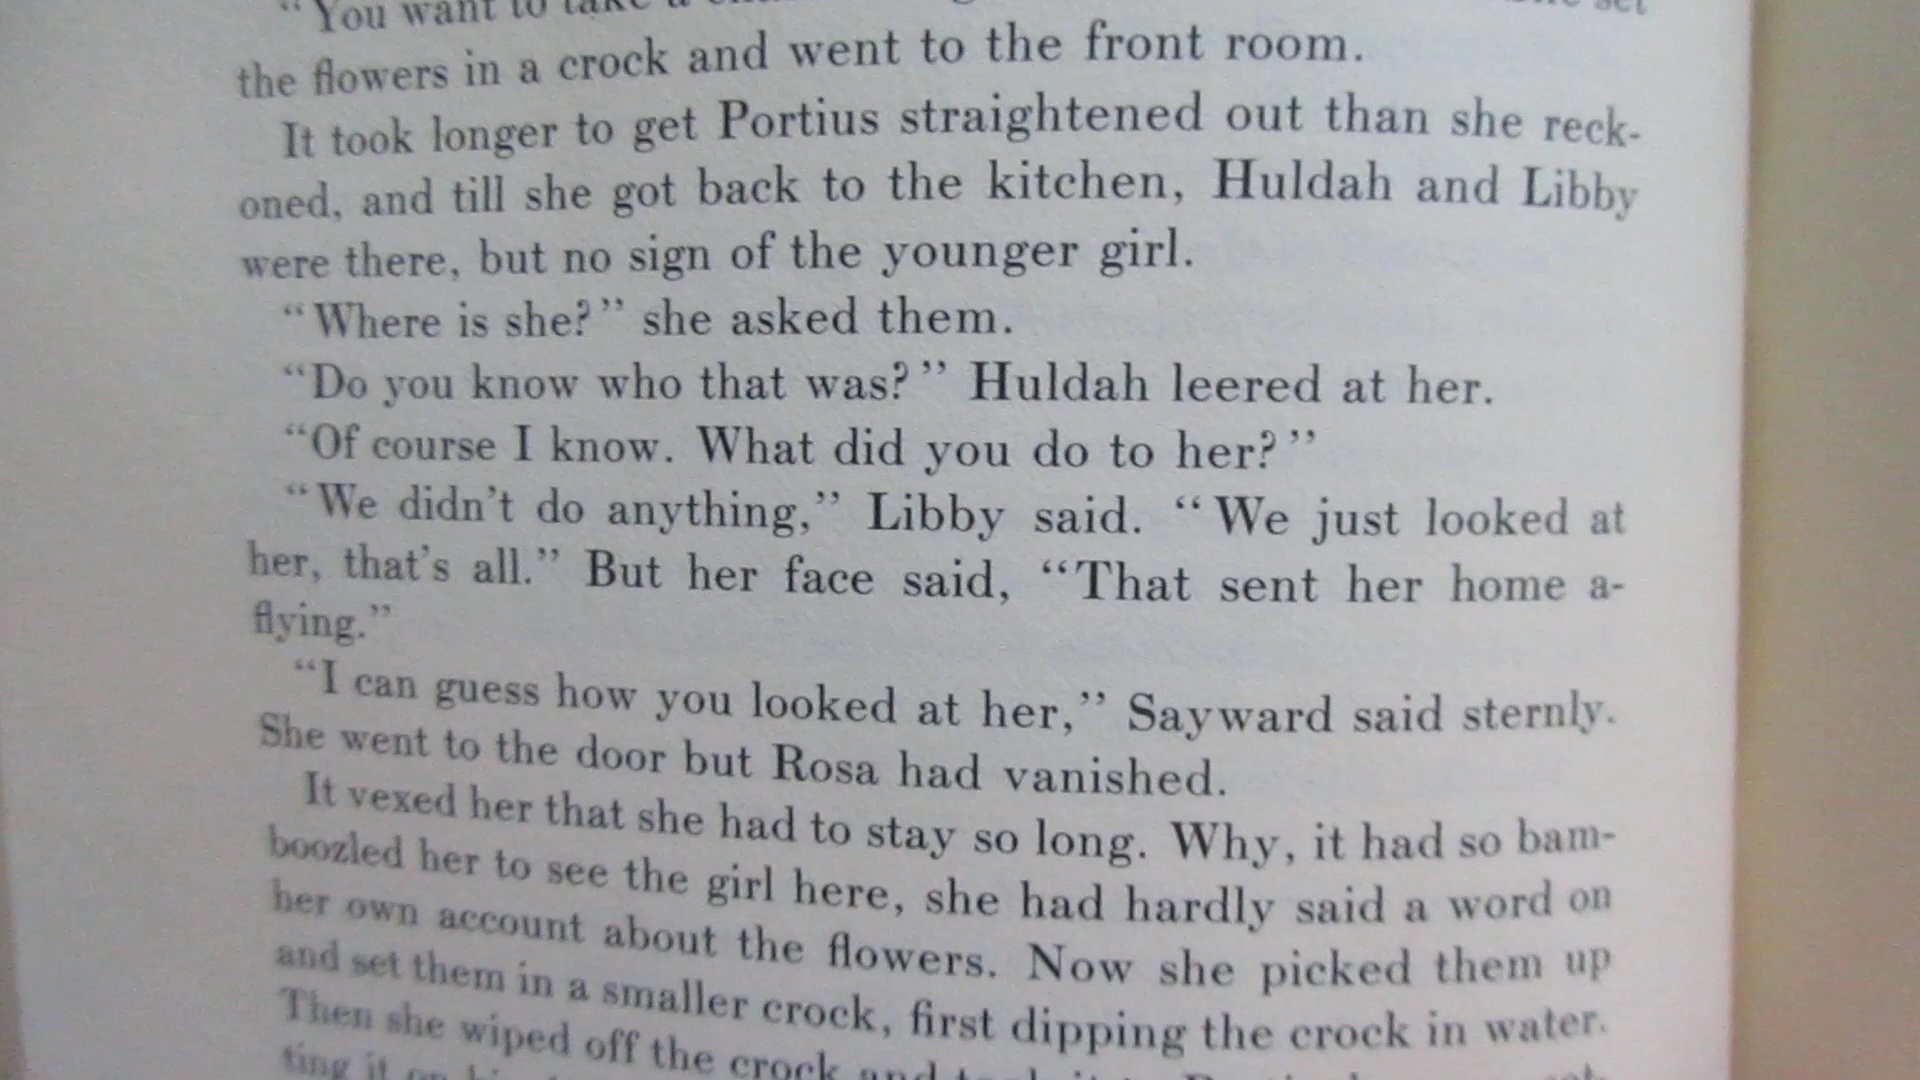 “You want to take a
the flowers in a crock and went to the front room.
It took longer to get Portius straightened out than she reck-
oned, and till she got back to the kitchen, Huldah and Libby
were there, but no sign of the younger girl.
“Where is she?” she asked them.
“Do you know who that was?” Huldah leered at her.
“Of course I know. What did you do to her?”
“We didn’t do anything,” Libby said. “We just looked at
her, that’s all.” But her face said, “That sent her home a-
flying.”
“I can guess how you looked at her,” Sayward said sternly.
She went to the door but Rosa had vanished.
It vexed her that she had to stay so long. Why, it had so bam-
boozled her to see the girl here, she had hardly said a word on
her own account about the flowers. Now she picked them up
and set them in a smaller crock, first dipping the crock in water.
Then she wiped off the crock and
ting it on